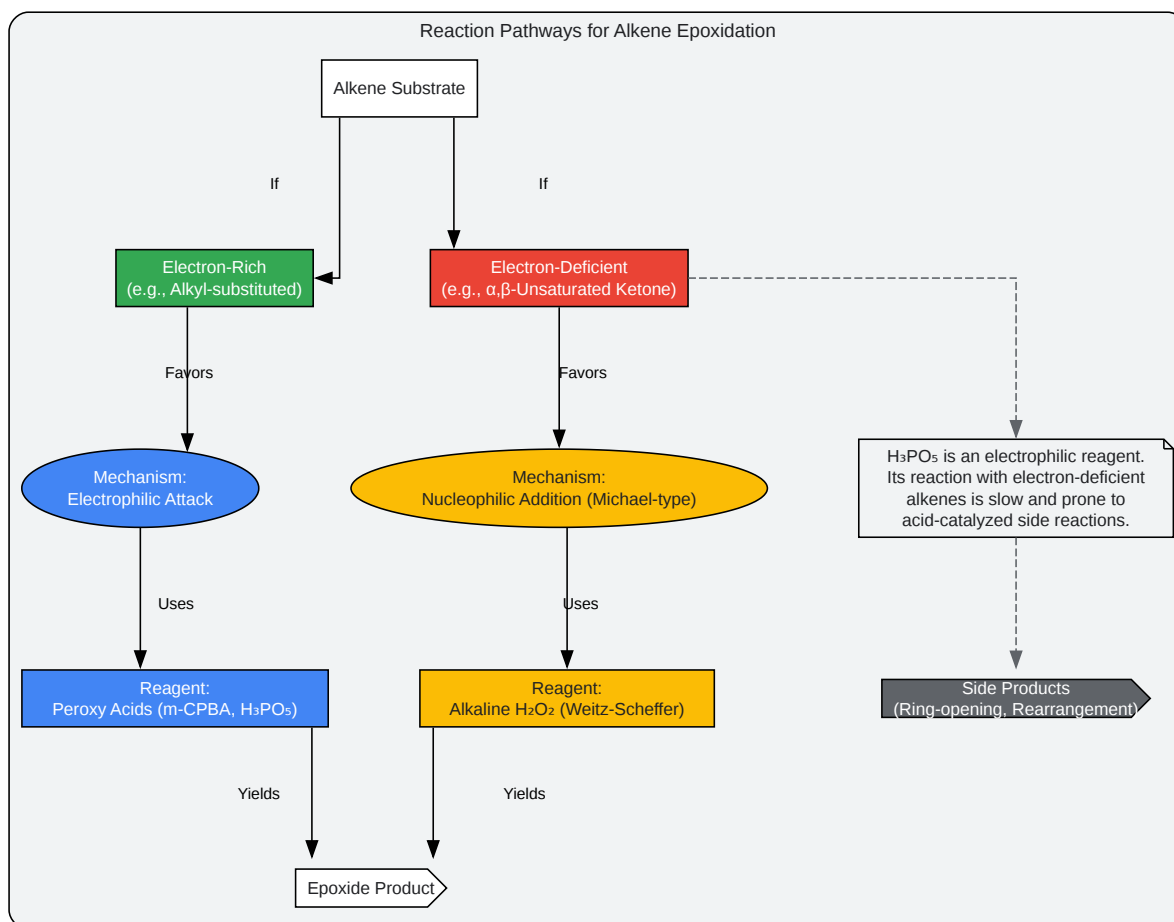 Reaction Pathways for Alkene Epoxidation
Alkene Substrate
If
If
Electron-Rich
(e.g., Alkyl-substituted)
Electron-Deficient
(e.g., α,β-Unsaturated Ketone)
Favors
Favors
Mechanism:
Electrophilic Attack
Mechanism:
Nucleophilic Addition (Michael-type)
H₃PO₅ is an electrophilic reagent.
Its reaction with electron-deficient
alkenes is slow and prone to
acid-catalyzed side reactions.
Uses
Uses
Reagent:
Peroxy Acids (m-CPBA, H₃PO₅)
Reagent:
Alkaline H₂O₂ (Weitz-Scheffer)
Side Products
(Ring-opening, Rearrangement)
Yields
Yields
Epoxide Product